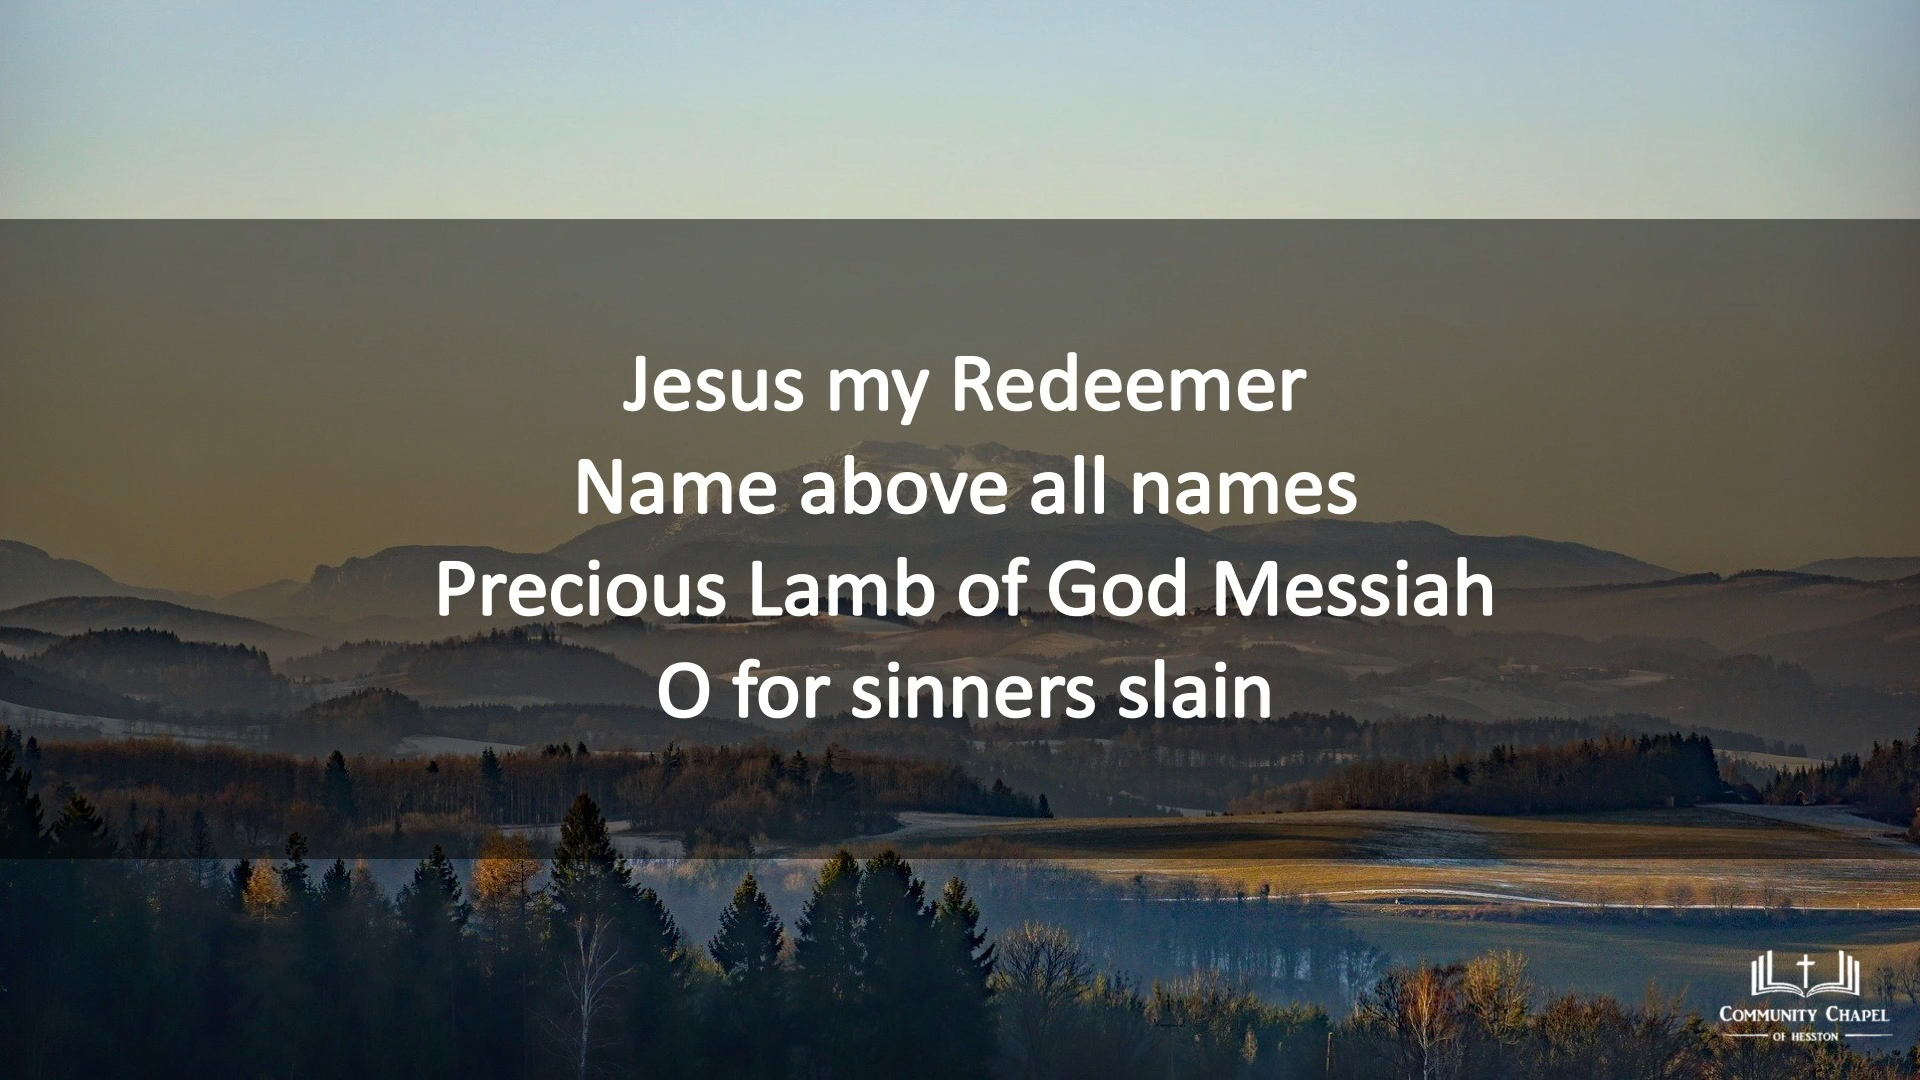 Jesus my Redeemer
Name above all names
Precious Lamb of God Messiah
O for sinners slain
Community Chapel
of Hesston